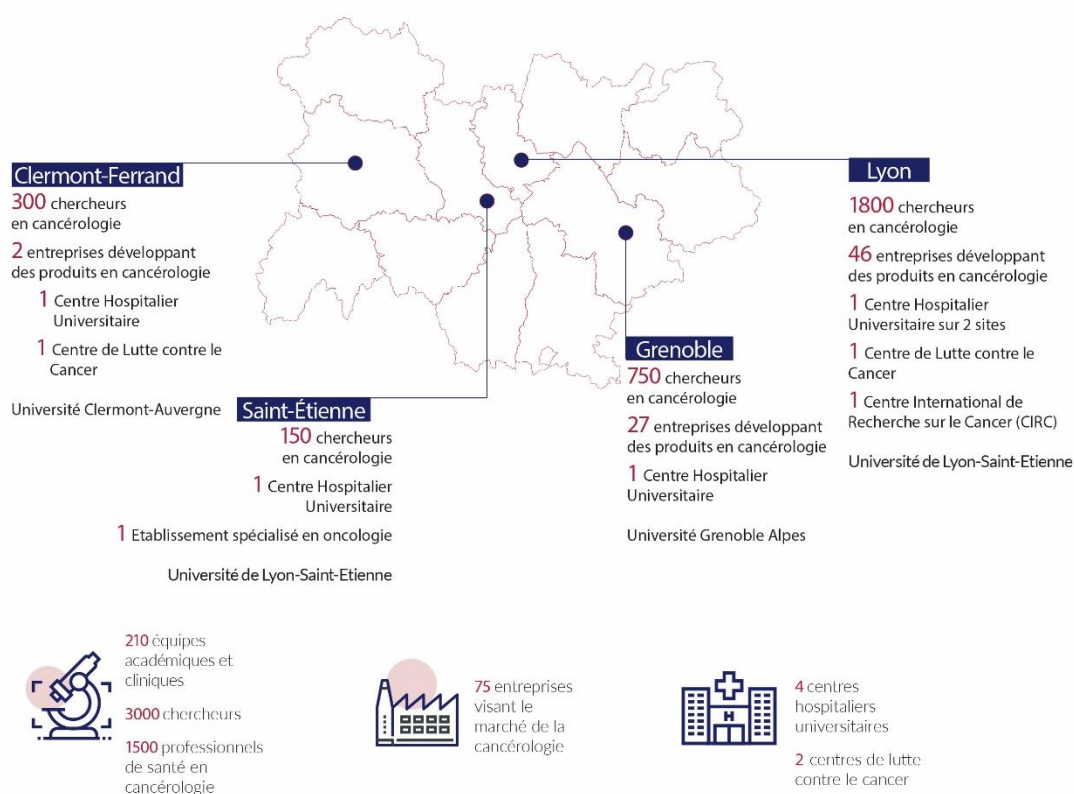 Clermont-Ferrand
300 chercheurs
en cancérologie
2 entreprises développant
des produits en cancérologie
1 Centre Hospitalier
Universitaire
1 Centre de Lutte contre le
Cancer
Université Clermont-Auvergne
Saint-Étienne
150 chercheurs
en cancérologie
1 Centre Hospitalier
Universitaire
1 Etablissement spécialisé en oncologie
Université de Lyon-Saint-Etienne
Grenoble
750 chercheurs
en cancérologie
27 entreprises développant
des produits en cancérologie
1 Centre Hospitalier
Universitaire
Université Grenoble Alpes
Lyon
1800 chercheurs
en cancérologie
46 entreprises développant
des produits en cancérologie
1 Centre Hospitalier
Universitaire sur 2 sites
1 Centre de Lutte contre le
Cancer
1 Centre International de
Recherche sur le Cancer (CIRC)
Université de Lyon-Saint-Etienne
210 équipes
académiques et
cliniques
3000 chercheurs
1500 professionnels
de santé en
cancérologie
75 entreprises
visant le
marché de la
cancérologie
H
4 centres
hospitaliers
universitaires
2 centres de lutte
contre le cancer